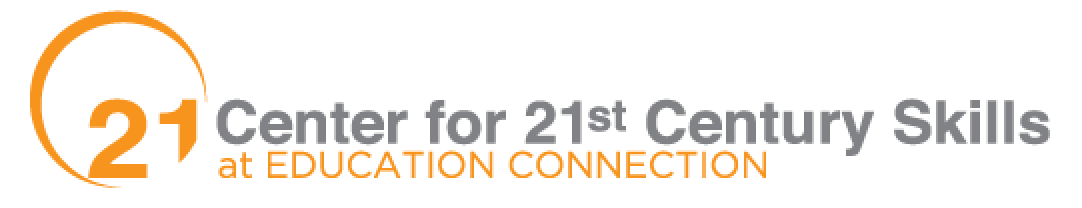 21
Center for 21st Century Skills
at EDUCATION CONNECTION